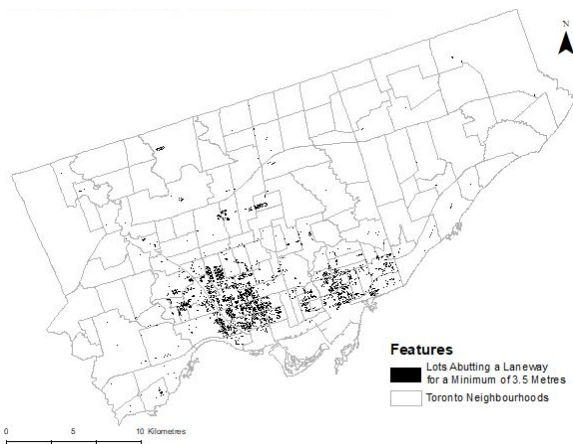 N
Features
Lots Abutting a Laneway
for a Minimum of 3.5 Metres
Toronto Neighbourhoods
0 5 10 Kilometres